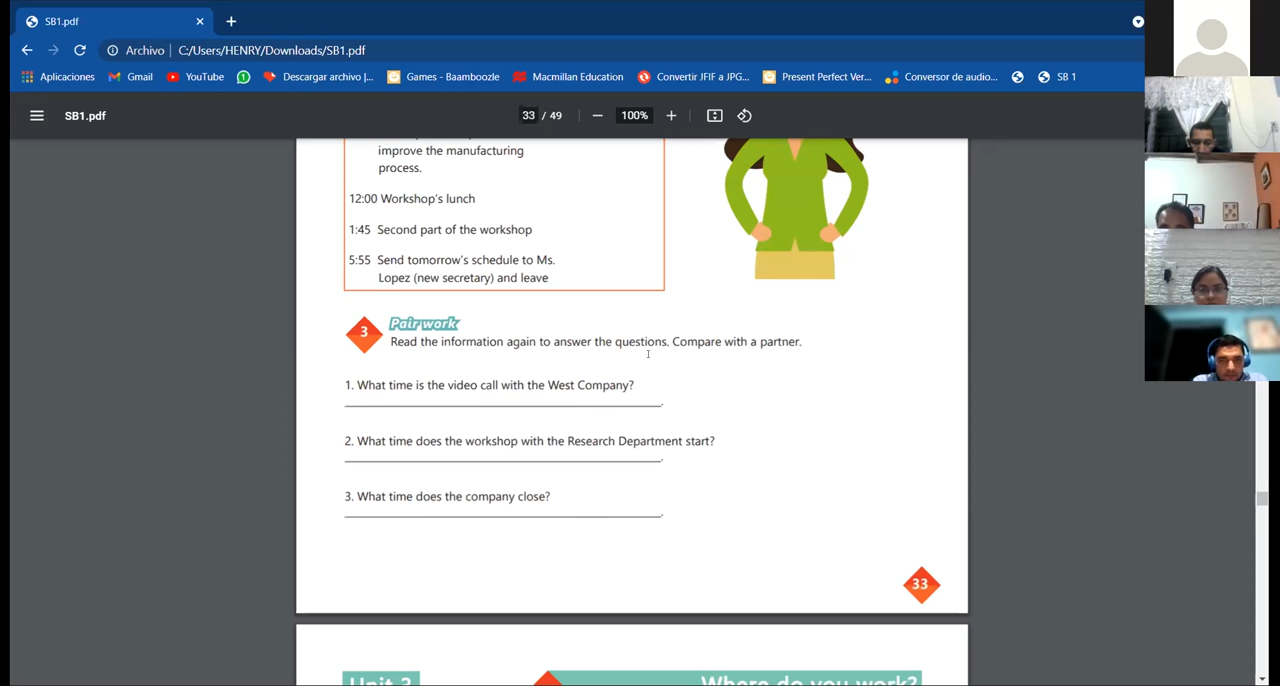 SB1.pdf
Archivo C:/Users/HENRY/Downloads/SB1.pdf
Aplicaciones Gmail YouTube Descargar archivo |... Games - Baamboozle Macmillan Education Convertir JFIF a JPG... Present Perfect Ver... Conversor de audio... SB 1
SB1.pdf 33 / 49 100%
improve the manufacturing
process.
12:00 Workshop's lunch
1:45 Second part of the workshop
5:55 Send tomorrow's schedule to Ms.
Lopez (new secretary) and leave
3 Pair work
Read the information again to answer the questions. Compare with a partner.
1. What time is the video call with the West Company?
2. What time does the workshop with the Research Department start?
3. What time does the company close?
33
Unit 3
Where do you work?